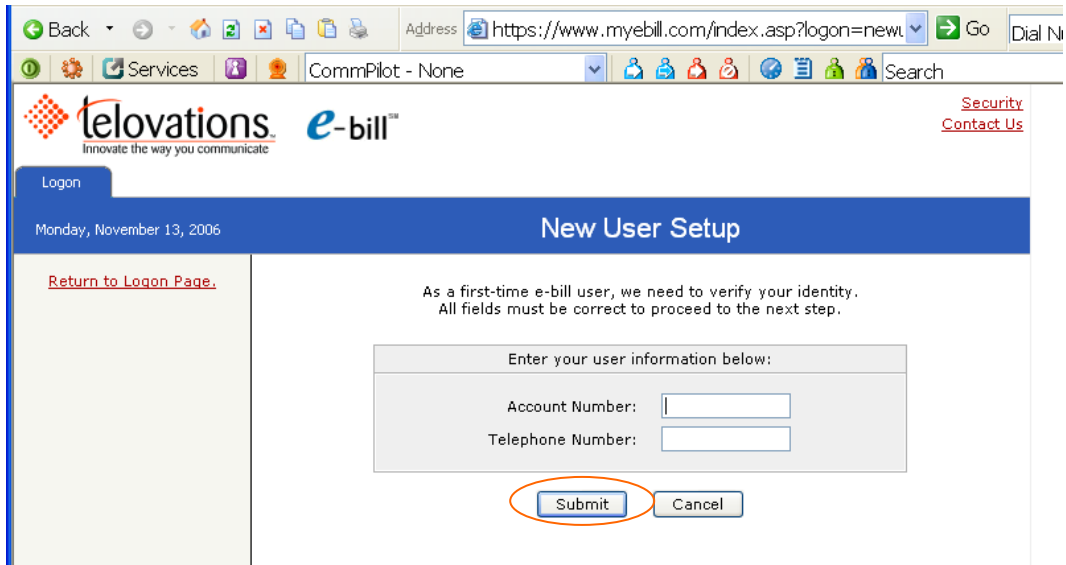 Back Address https://www.myebill.com/index.asp?logon=new Go Dial
Services CommPilot - None Search
telovations e-bill℠ Security
Innovate the way you communicate Contact Us
Logon
Monday, November 13, 2006 New User Setup
Return to Logon Page.
As a first-time e-bill user, we need to verify your identity.
All fields must be correct to proceed to the next step.
Enter your user information below:
Account Number:
Telephone Number:
Submit Cancel